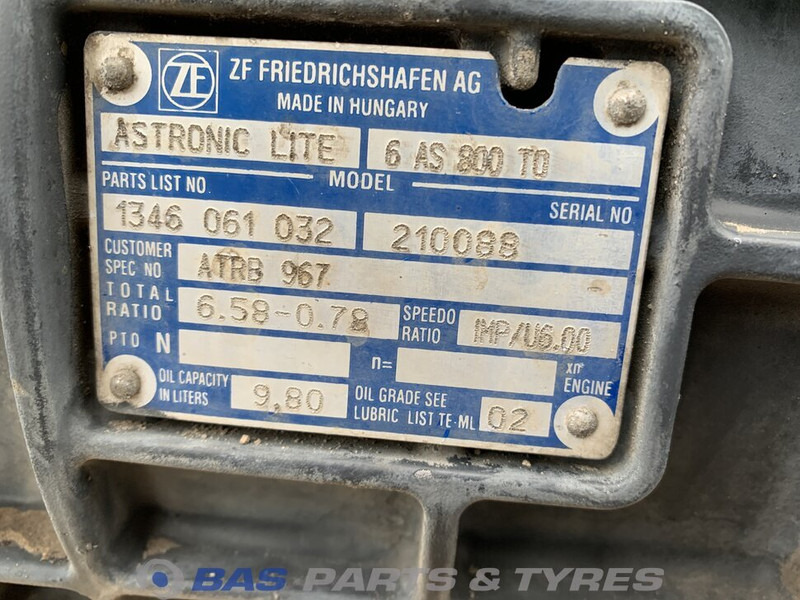 ZF ZF FRIEDRICHSHAFEN AG
MADE IN HUNGARY
ASTRONIC LITE 6 AS 800 TO
PARTS LIST NO MODEL SERIAL NO
1346 061 032 210088
CUSTOMER SPEC NO ATRB 967
TOTAL RATIO 6.58-0.78 SPEEDO RATIO IMP/U6.00
PTO N n= xn ENGINE
OIL CAPACITY IN LITERS 9,80 OIL GRADE SEE LUBRIC LIST TE-ML 02
BAS PARTS & TYRES